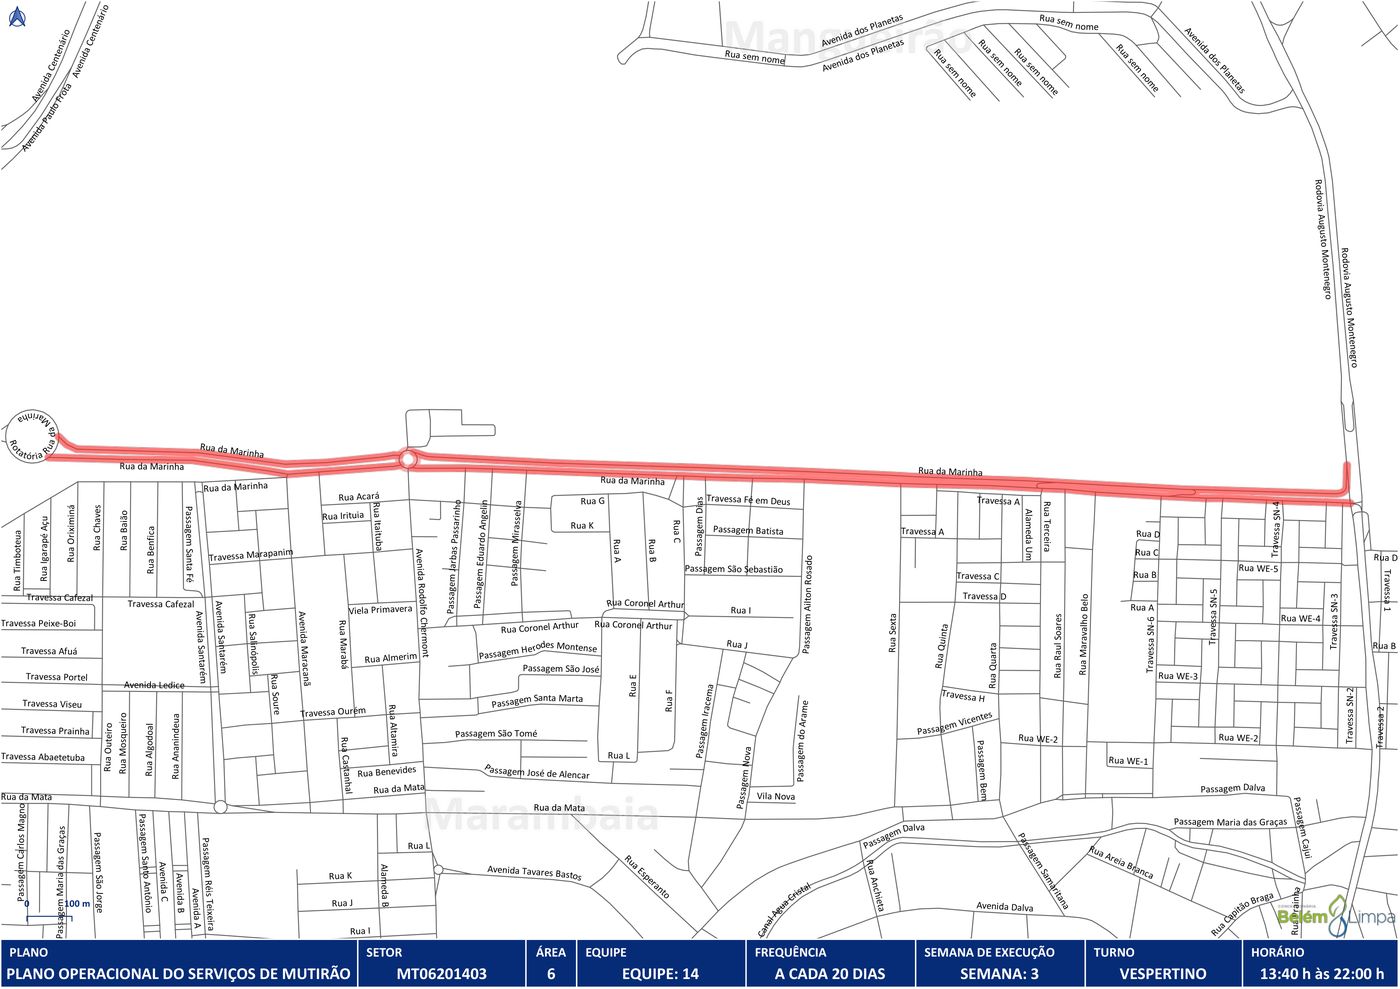 Mangueirão
Avenida Centenário
Avenida Centenário
Avenida Paulo Frota
Rua sem nome
Avenida dos Planetas
Avenida dos Planetas
Rua sem nome
Rua sem nome
Rua sem nome
Rua sem nome
Rua sem nome
Avenida dos Planetas
Rodovia Augusto Montenegro
Rodovia Augusto Montenegro
Rotatória Rua da Marinha
Rua da Marinha
Rua da Marinha
Rua da Marinha
Rua da Marinha
Rua da Marinha
Rua Timboteua
Rua Igarapé Açu
Rua Oriximiná
Rua Chaves
Rua Baião
Rua Benfica
Passagem Santa Fé
Rua Acará
Rua Irituia
Rua Itaituba
Travessa Marapanim
Travessa Cafezal
Travessa Cafezal
Travessa Peixe-Boi
Travessa Afuá
Travessa Portel
Travessa Viseu
Travessa Prainha
Travessa Abaetetuba
Avenida Ledice
Rua Outeiro
Rua Mosqueiro
Rua Algodoal
Rua Ananindeua
Avenida Santarém
Avenida Santarém
Rua Salinópolis
Rua Soure
Avenida Maracanã
Rua Marabá
Viela Primavera
Rua Almerim
Travessa Ourém
Rua Altamira
Rua Castanhal
Rua Benevides
Rua da Mata
Rua da Mata
Rua da Mata
Avenida Rodolfo Chermont
Passagem Jarbas Passarinho
Passagem Eduardo Angelin
Passagem Mirasselva
Rua G
Rua K
Rua A
Rua B
Rua C
Passagem Dias
Travessa Fé em Deus
Passagem Batista
Passagem São Sebastião
Rua Coronel Arthur
Rua Coronel Arthur
Rua Coronel Arthur
Rua I
Rua J
Passagem Herodes Montense
Passagem São José
Passagem Santa Marta
Passagem São Tomé
Passagem José de Alencar
Rua E
Rua F
Rua L
Passagem Iracema
Passagem Nova
Passagem do Arame
Vila Nova
Passagem Ailton Rosado
Rua Sexta
Travessa A
Travessa A
Alameda Um
Rua Terceira
Travessa C
Travessa D
Rua Quinta
Rua Quarta
Rua Raul Soares
Rua Maravalho Belo
Travessa H
Passagem Vicentes
Passagem Bem
Rua WE-2
Rua D
Rua C
Rua B
Rua A
Travessa SN-6
Travessa SN-5
Travessa SN-4
Travessa SN-3
Travessa SN-2
Rua WE-5
Rua WE-4
Rua WE-3
Rua WE-2
Rua WE-1
Rua D
Travessa 1
Rua B
Travessa 2
Marambaia
Passagem Dalva
Passagem Dalva
Passagem Maria das Graças
Passagem Cajuí
Rua Areia Branca
Passagem Samaritana
Rua Anchieta
Canal Água Cristal
Avenida Dalva
Rua Capitão Braga
Passagem Carlos Magno
Passagem Maria das Graças
Passagem São Jorge
Passagem Santo Antônio
Avenida C
Avenida B
Avenida A
Passagem Réis Teixeira
Rua L
Rua K
Rua J
Rua I
Alameda B
Avenida Tavares Bastos
Rua Esperanto
0 100 m
Belém Limpa
PLANO
PLANO OPERACIONAL DO SERVIÇOS DE MUTIRÃO
SETOR
MT06201403
ÁREA
6
EQUIPE
EQUIPE: 14
FREQUÊNCIA
A CADA 20 DIAS
SEMANA DE EXECUÇÃO
SEMANA: 3
TURNO
VESPERTINO
HORÁRIO
13:40 h às 22:00 h